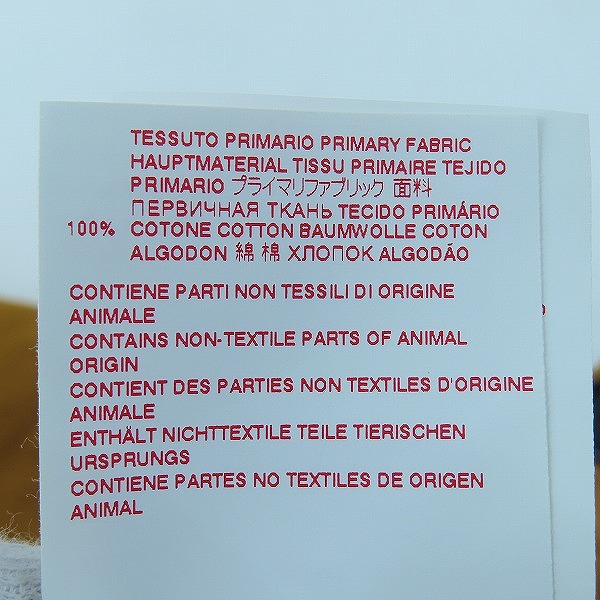 TESSUTO PRIMARIO PRIMARY FABRIC
HAUPTMATERIAL TISSU PRIMAIRE TEJIDO
PRIMARIO プライマリファブリック 面料
ПЕРВИЧНАЯ ТКАНЬ TECIDO PRIMÁRIO
100% COTONE COTTON BAUMWOLLE COTON
ALGODON 綿 棉 ХЛОПОК ALGODÃO
CONTIENE PARTI NON TESSILI DI ORIGINE
ANIMALE
CONTAINS NON-TEXTILE PARTS OF ANIMAL
ORIGIN
CONTIENT DES PARTIES NON TEXTILES D'ORIGINE
ANIMALE
ENTHÄLT NICHTTEXTILE TEILE TIERISCHEN
URSPRUNGS
CONTIENE PARTES NO TEXTILES DE ORIGEN
ANIMAL